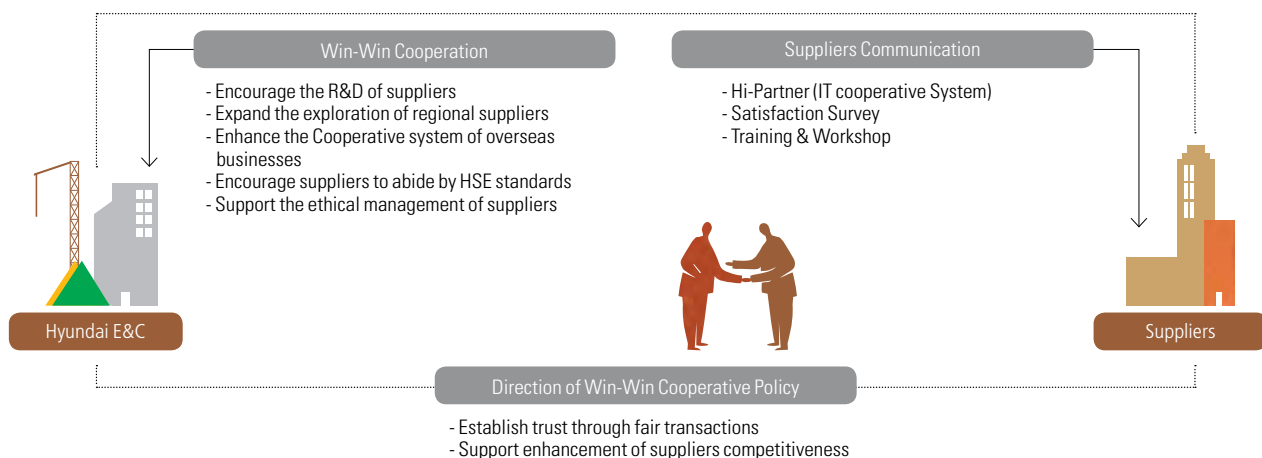 Win-Win Cooperation
- Encourage the R&D of suppliers
- Expand the exploration of regional suppliers
- Enhance the Cooperative system of overseas
businesses
- Encourage suppliers to abide by HSE standards
- Support the ethical management of suppliers
Suppliers Communication
- Hi-Partner (IT cooperative System)
- Satisfaction Survey
- Training & Workshop
Hyundai E&C
Suppliers
Direction of Win-Win Cooperative Policy
- Establish trust through fair transactions
- Support enhancement of suppliers competitiveness